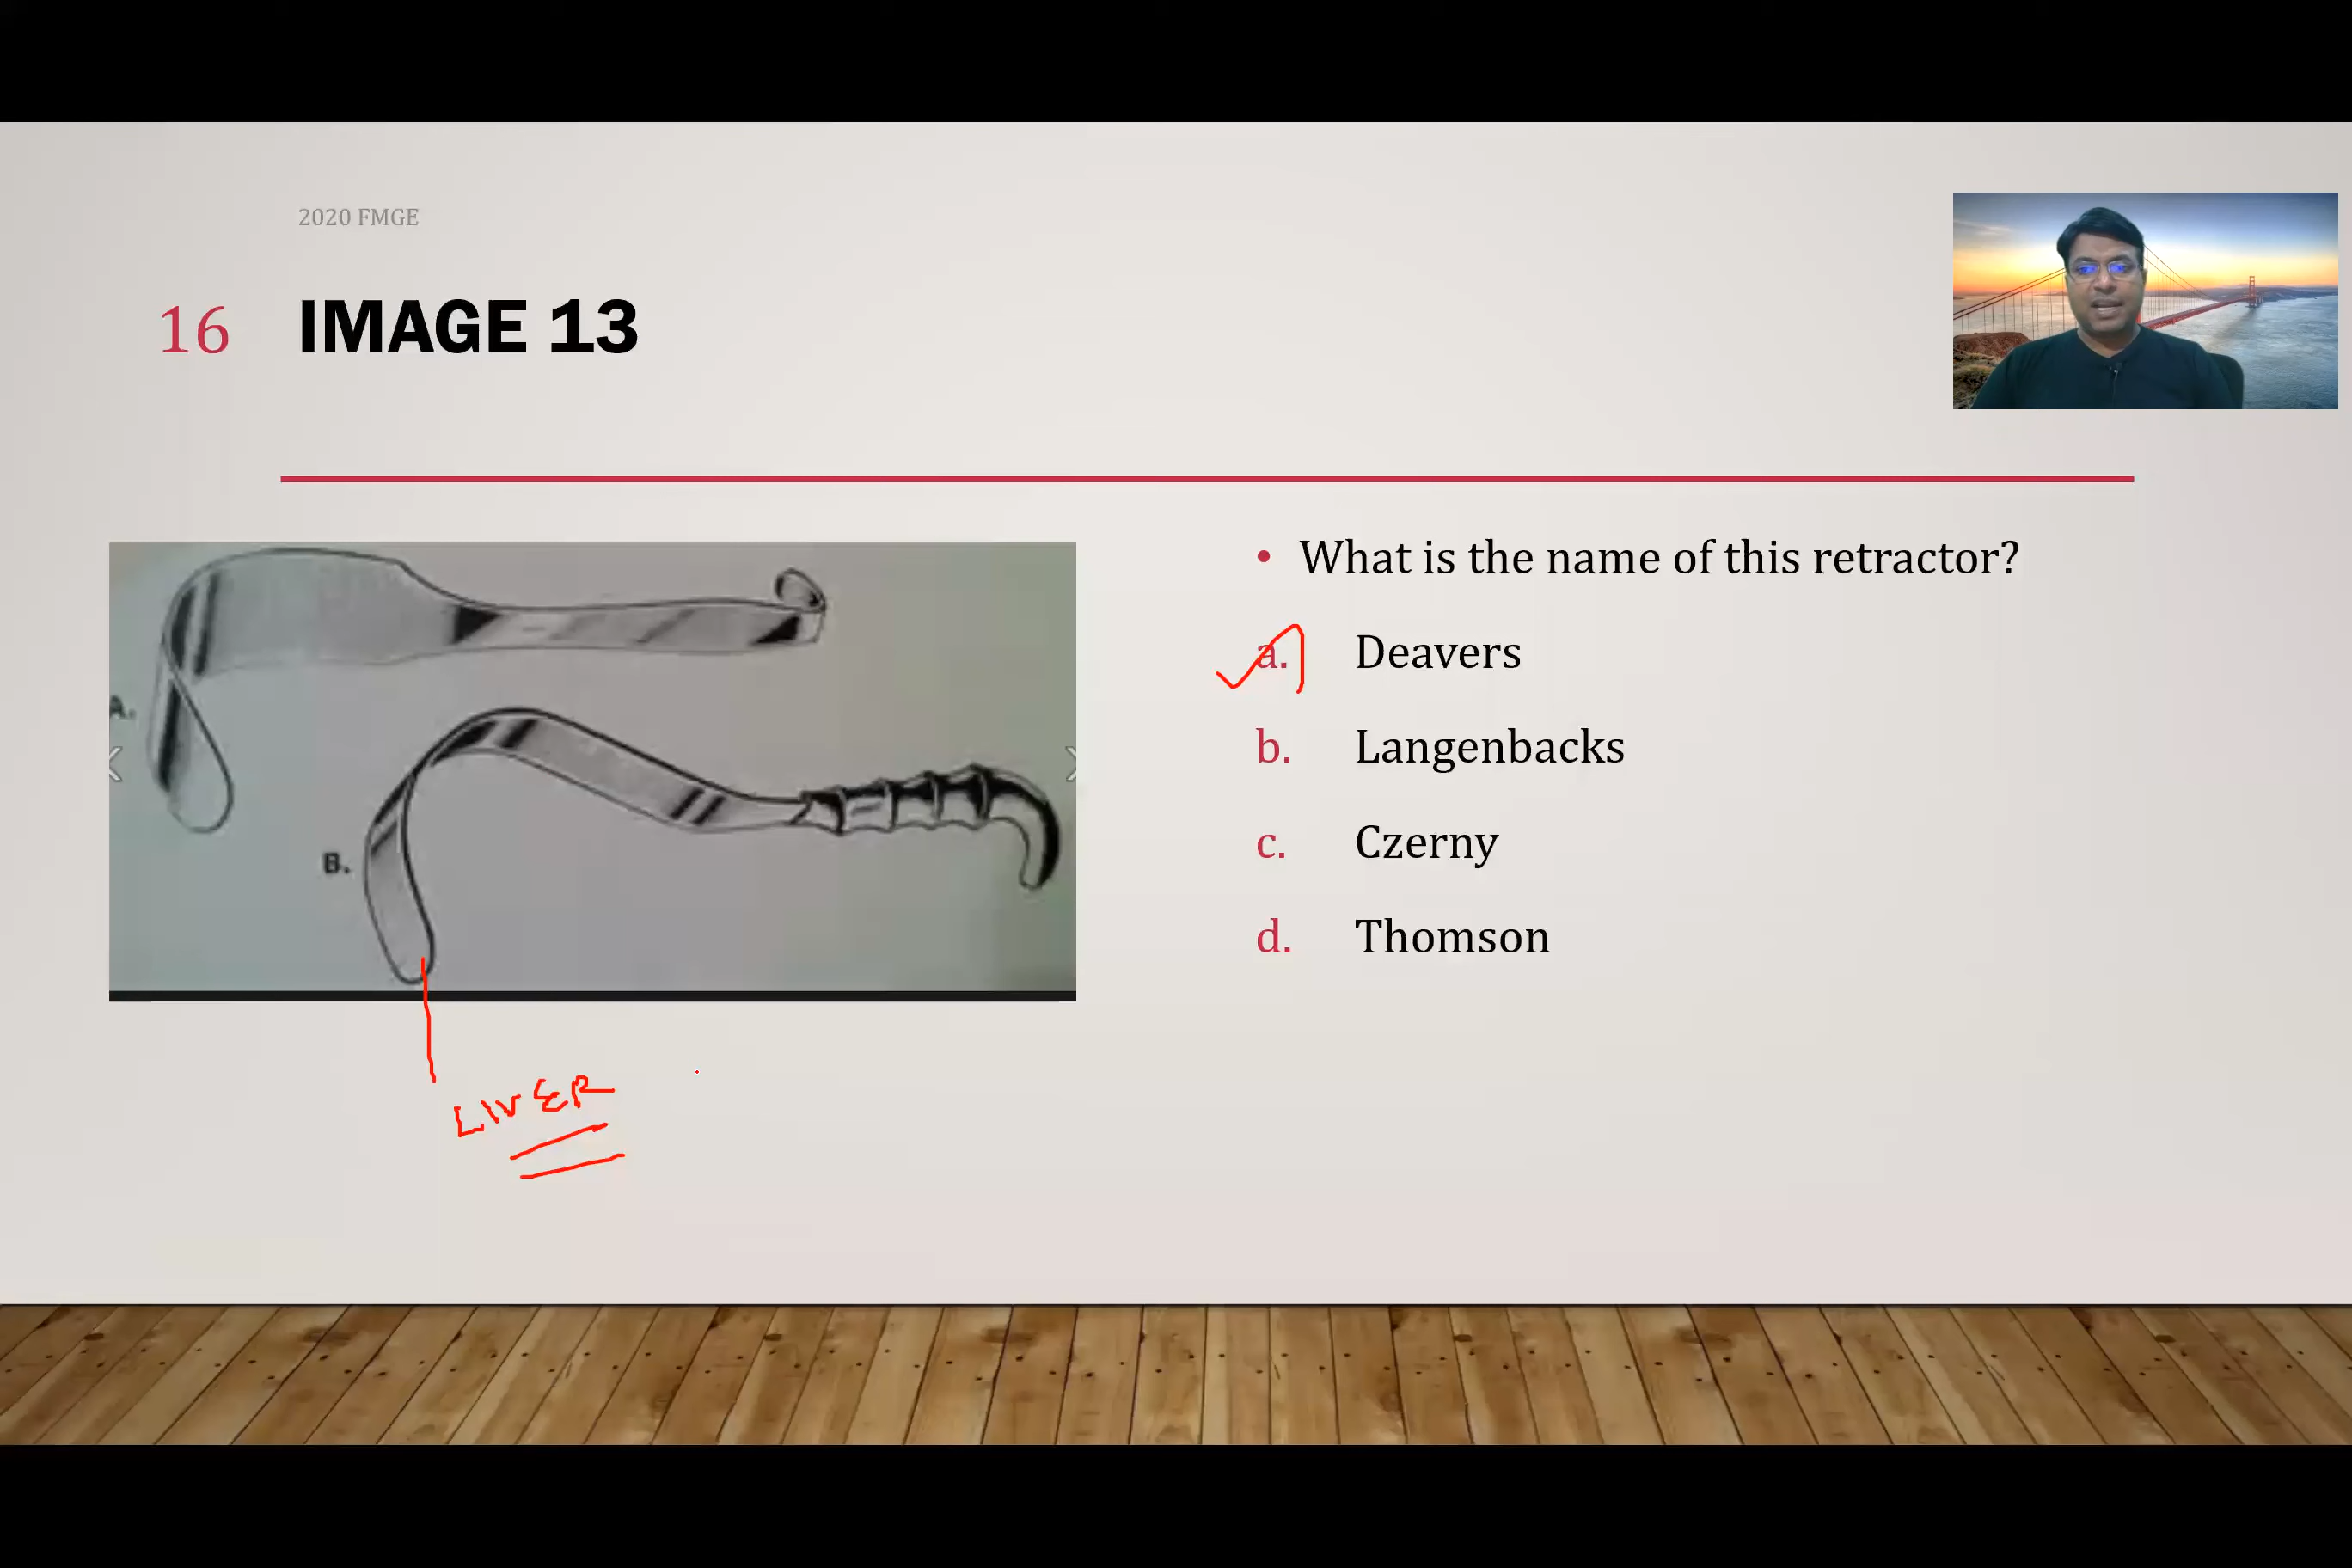 2020 FMGE
16 IMAGE 13
• What is the name of this retractor?
a. Deavers
b. Langenbacks
c. Czerny
d. Thomson
A.
B.
LIVER